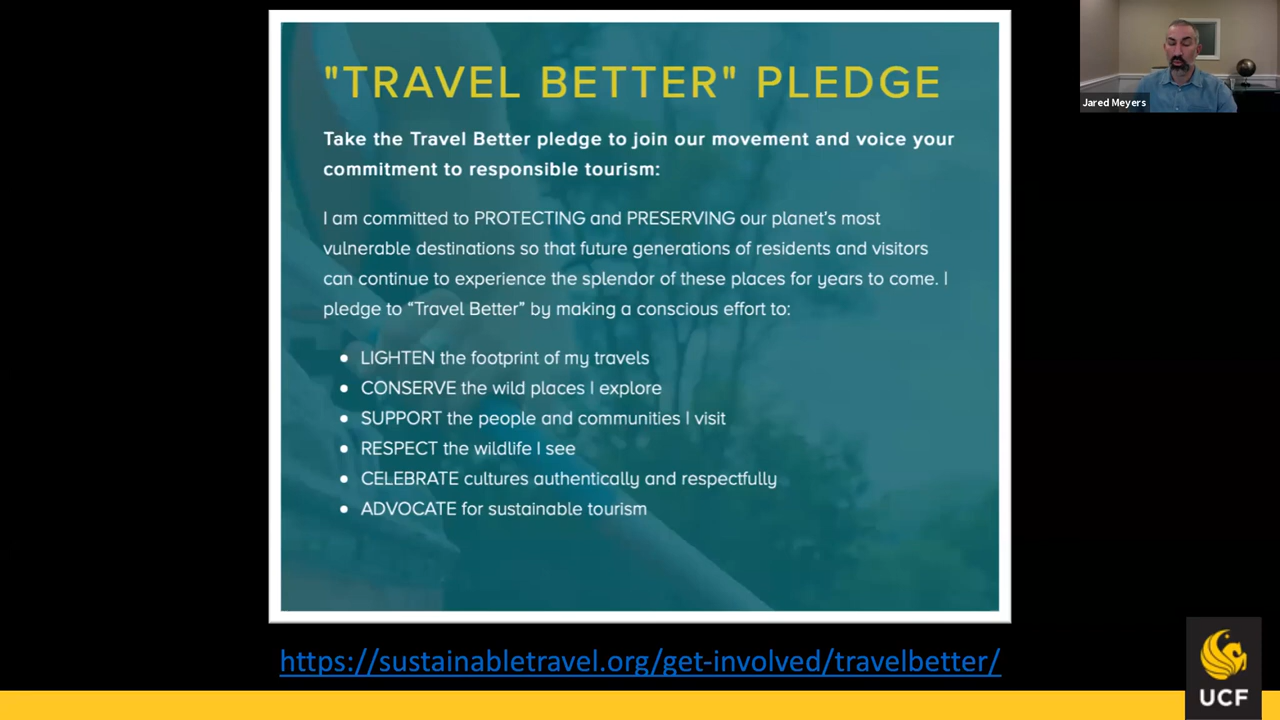 "TRAVEL BETTER" PLEDGE
Take the Travel Better pledge to join our movement and voice your
commitment to responsible tourism:
I am committed to PROTECTING and PRESERVING our planet's most
vulnerable destinations so that future generations of residents and visitors
can continue to experience the splendor of these places for years to come. I
pledge to “Travel Better” by making a conscious effort to:
• LIGHTEN the footprint of my travels
• CONSERVE the wild places I explore
• SUPPORT the people and communities I visit
• RESPECT the wildlife I see
• CELEBRATE cultures authentically and respectfully
• ADVOCATE for sustainable tourism
https://sustainabletravel.org/get-involved/travelbetter/
Jared Meyers
UCF